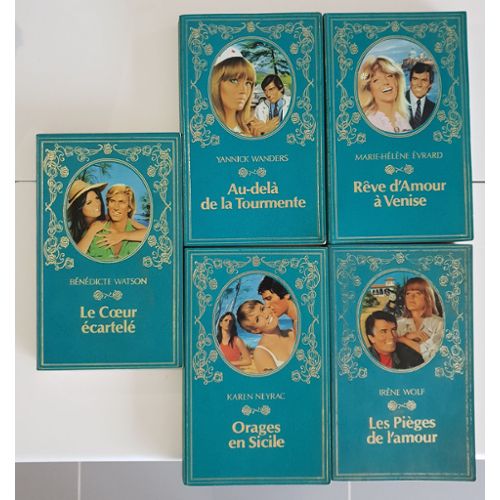 YANNICK WANDERS
Au-delà
de la Tourmente
MARIE-HÉLÈNE ÉVRARD
Rêve d'Amour
à Venise
BÉNÉDICTE WATSON
Le Cœur
écartelé
KAREN NEYRAC
Orages
en Sicile
IRÈNE WOLF
Les Pièges
de l'amour